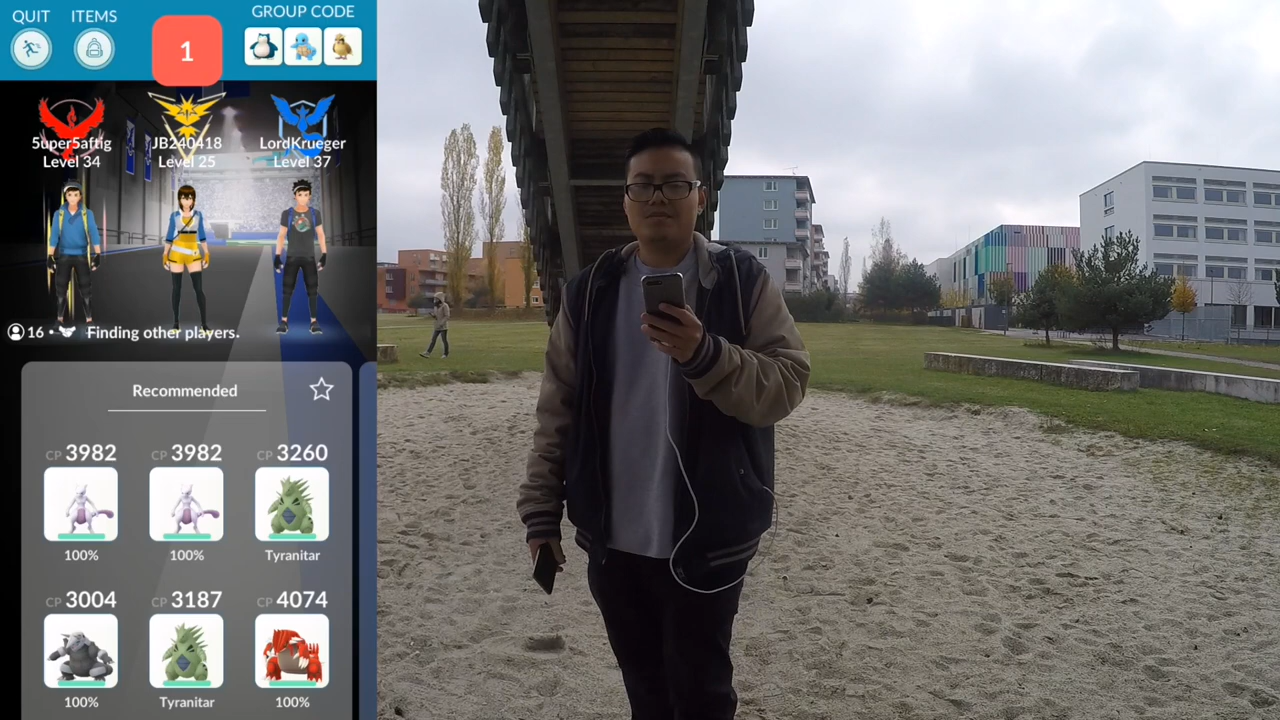 QUIT
ITEMS
1
GROUP CODE
5uper5aftig
Level 34
JB240418
Level 25
LordKrueger
Level 37
16 • Finding other players.
Recommended
CP 3982
CP 3982
CP 3260
100%
100%
Tyranitar
CP 3004
CP 3187
CP 4074
100%
Tyranitar
100%